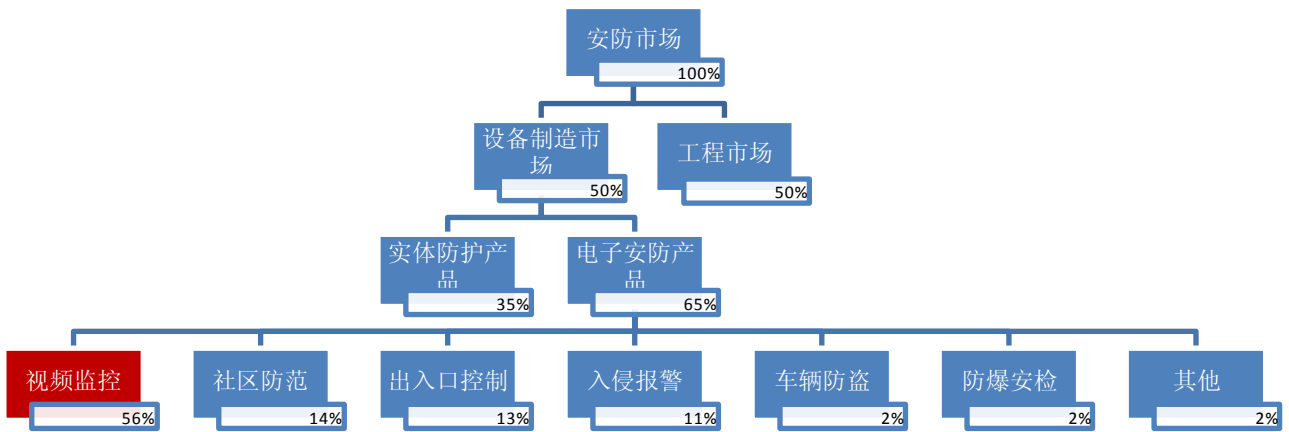 安防市场
100%
设备制造市
场
50%
工程市场
50%
实体防护产
品
35%
电子安防产
品
65%
视频监控
56%
社区防范
14%
出入口控制
13%
入侵报警
11%
车辆防盗
2%
防爆安检
2%
其他
2%